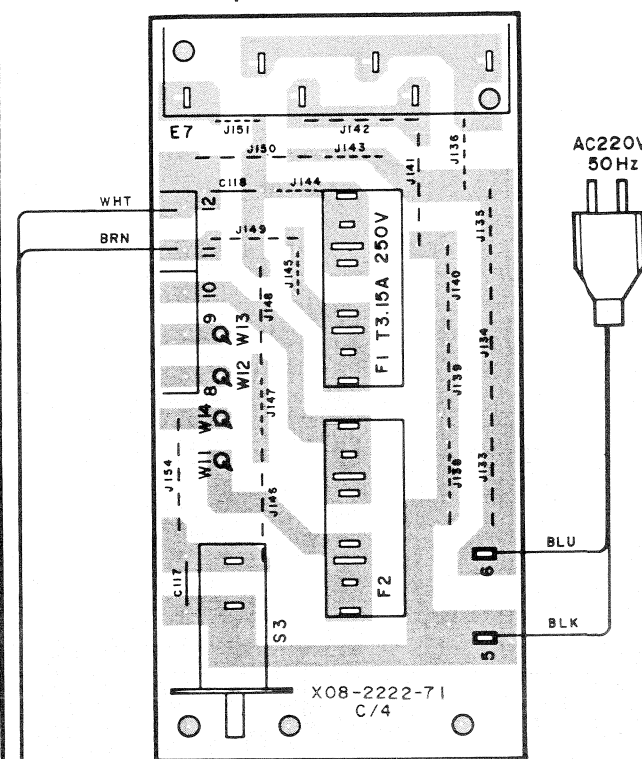 E7
J151
J142
J136
J150
J143
J141
AC220V
50Hz
WHT
12
C118
J144
J135
BRN
11
J149
J145
J140
10
J148
F1 T3.15A 250V
9
W13
J134
8
W12
J139
W14
J147
J154
W11
J138
J133
J146
BLU
6
C117
F2
S3
BLK
5
X08-2222-71
C/4